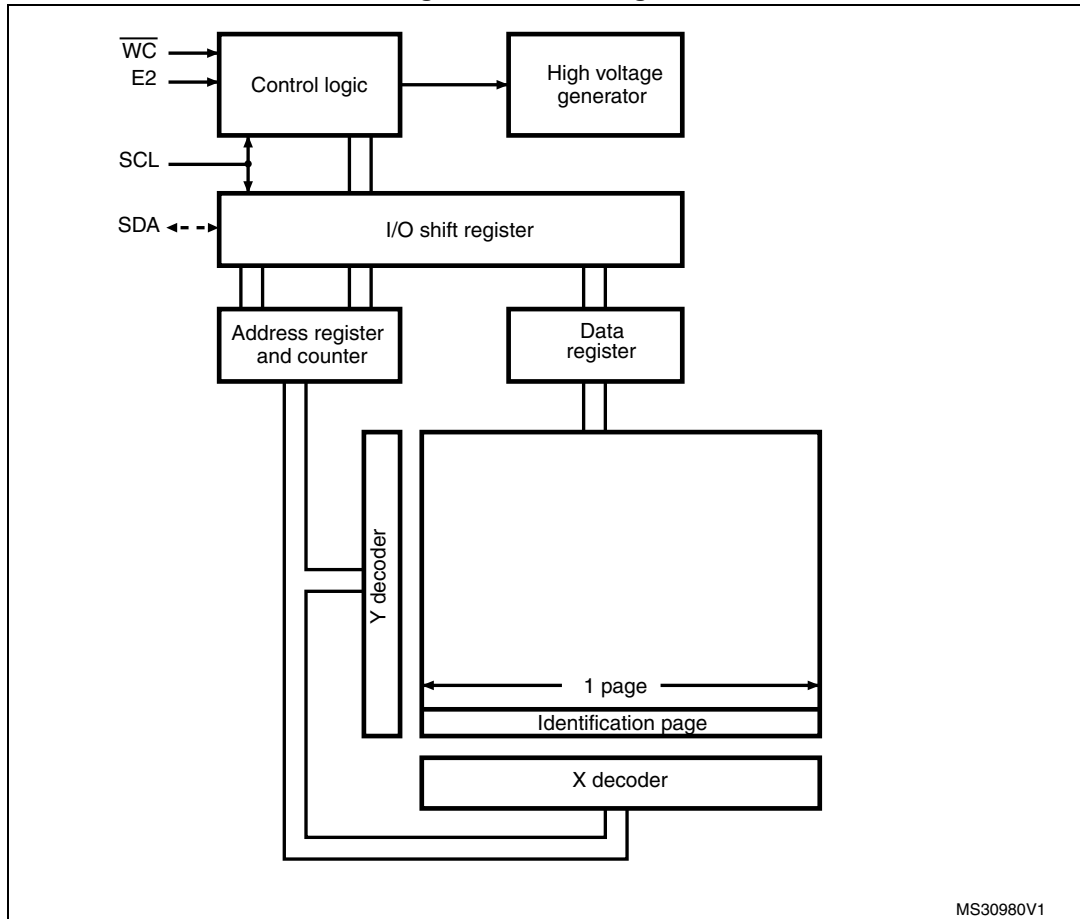 W̅C̅
E2
Control logic
High voltage
generator
SCL
SDA
I/O shift register
Address register
and counter
Data
register
Y decoder
1 page
Identification page
X decoder
MS30980V1